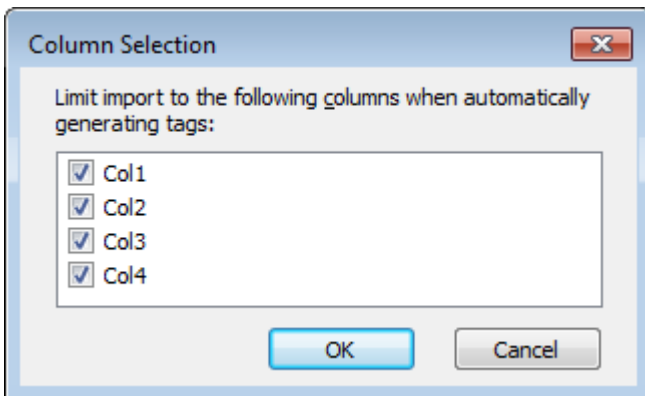 Column Selection
Limit import to the following columns when automatically
generating tags:
Col1
Col2
Col3
Col4
OK
Cancel